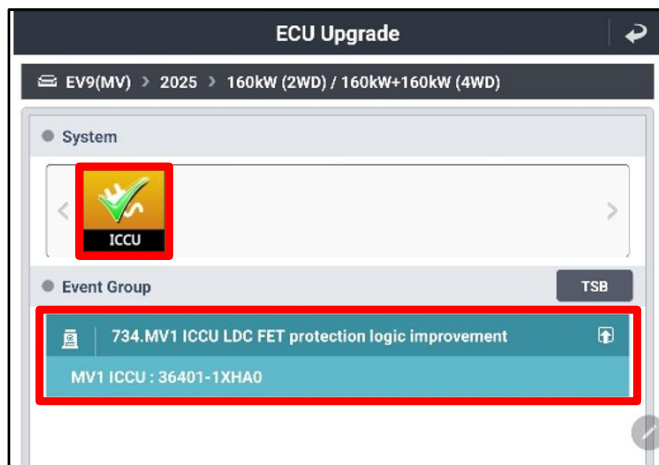 ECU Upgrade
EV9(MV) > 2025 > 160kW (2WD) / 160kW+160kW (4WD)
System
ICCU
Event Group
TSB
734.MV1 ICCU LDC FET protection logic improvement
MV1 ICCU : 36401-1XHA0